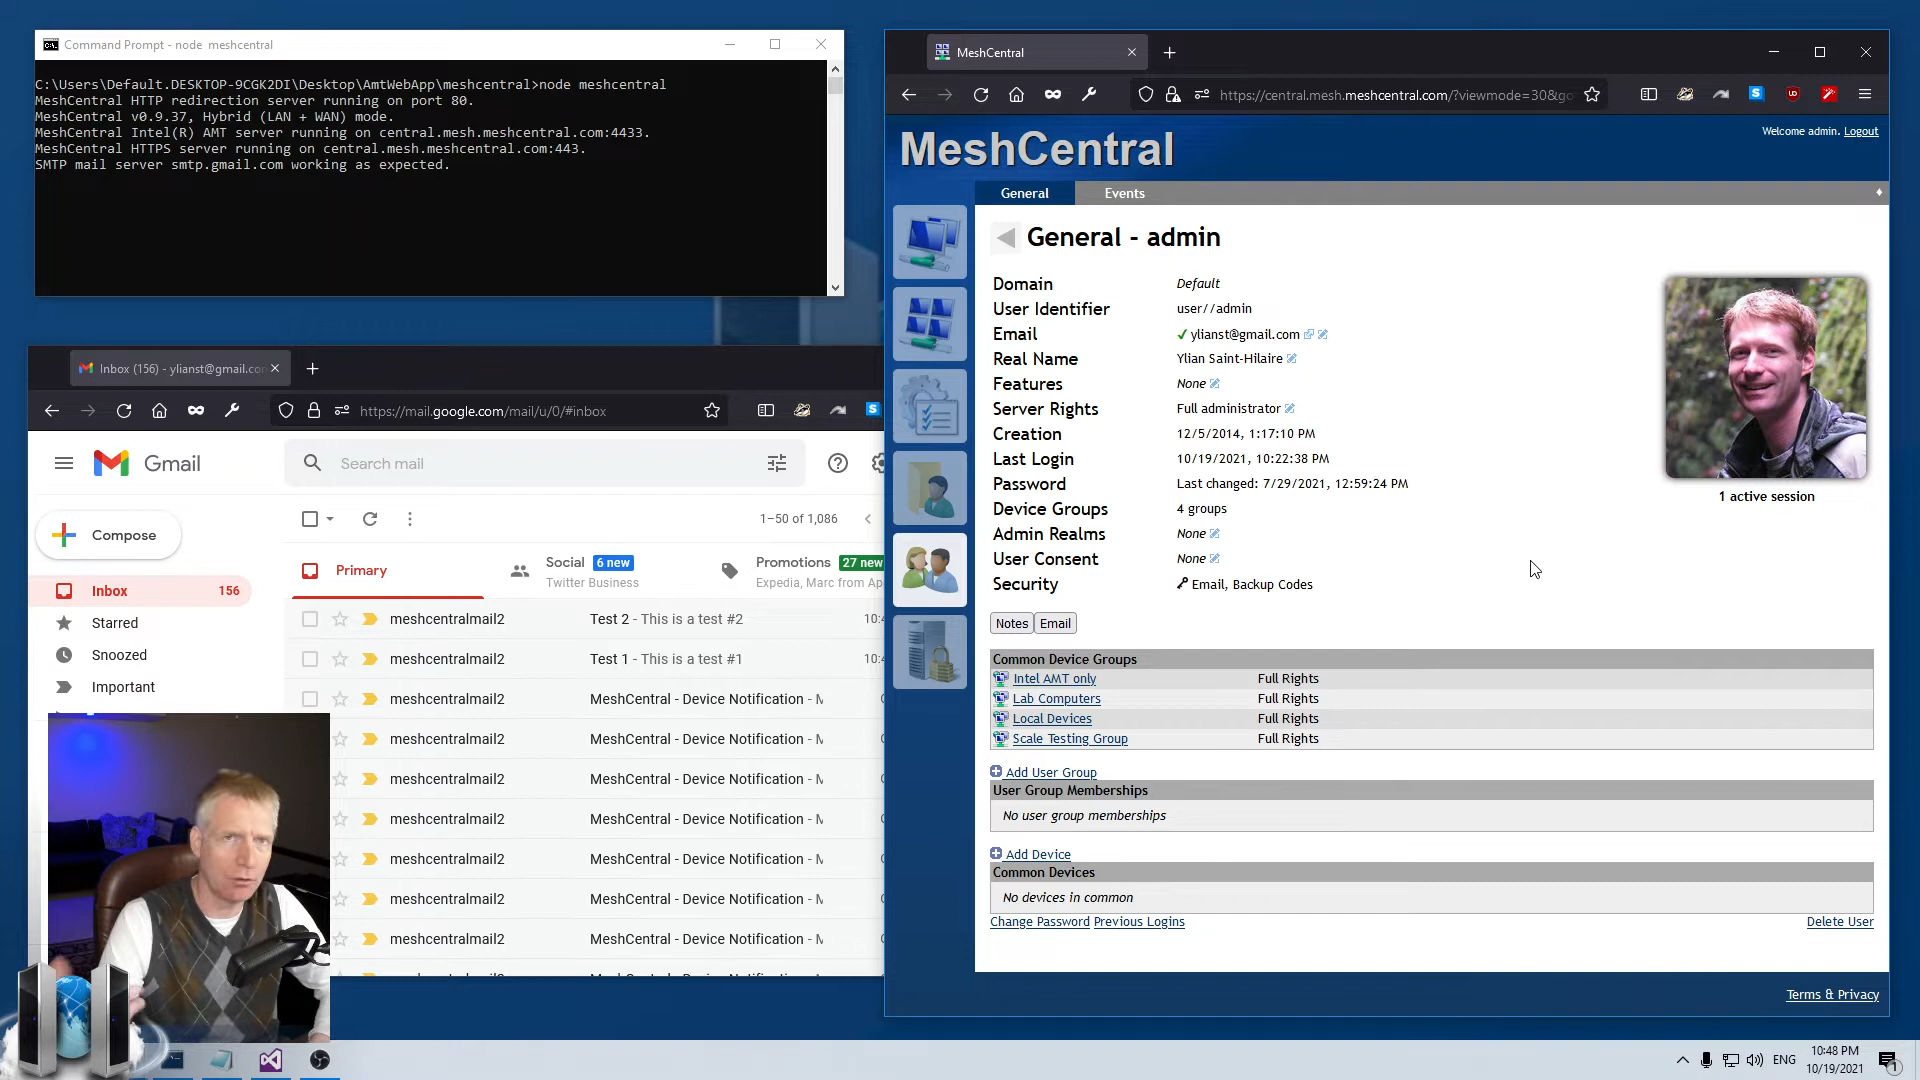 Command Prompt - node meshcentral
C:\Users\Default.DESKTOP-9CGK2DI\Desktop\AmtWebApp\meshcentral>node meshcentral
MeshCentral HTTP redirection server running on port 80.
MeshCentral v0.9.37, Hybrid (LAN + WAN) mode.
MeshCentral Intel(R) AMT server running on central.mesh.meshcentral.com:4433.
MeshCentral HTTPS server running on central.mesh.meshcentral.com:443.
SMTP mail server smtp.gmail.com working as expected.
Inbox (156) - ylianst@gmail.co
https://mail.google.com/mail/u/0/#inbox
Gmail
Search mail
Compose
1–50 of 1,086
Primary
Social 6 new
Twitter Business
Promotions 27 new
Expedia, Marc from Ap
Inbox 156
Starred
Snoozed
Important
meshcentralmail2 Test 2 - This is a test #2 10:4
meshcentralmail2 Test 1 - This is a test #1 10:4
meshcentralmail2 MeshCentral - Device Notification - M
meshcentralmail2 MeshCentral - Device Notification - M
meshcentralmail2 MeshCentral - Device Notification - M
meshcentralmail2 MeshCentral - Device Notification - M
meshcentralmail2 MeshCentral - Device Notification - M
meshcentralmail2 MeshCentral - Device Notification - M
meshcentralmail2 MeshCentral - Device Notification - M
MeshCentral
https://central.mesh.meshcentral.com/?viewmode=30&go
MeshCentral
Welcome admin. Logout
General Events
General - admin
Domain Default
User Identifier user//admin
Email ylianst@gmail.com
Real Name Ylian Saint-Hilaire
Features None
Server Rights Full administrator
Creation 12/5/2014, 1:17:10 PM
Last Login 10/19/2021, 10:22:38 PM
Password Last changed: 7/29/2021, 12:59:24 PM
Device Groups 4 groups
Admin Realms None
User Consent None
Security Email, Backup Codes
1 active session
Notes Email
Common Device Groups
Intel AMT only Full Rights
Lab Computers Full Rights
Local Devices Full Rights
Scale Testing Group Full Rights
Add User Group
User Group Memberships
No user group memberships
Add Device
Common Devices
No devices in common
Change Password Previous Logins Delete User
Terms & Privacy
ENG
10:48 PM
10/19/2021
1